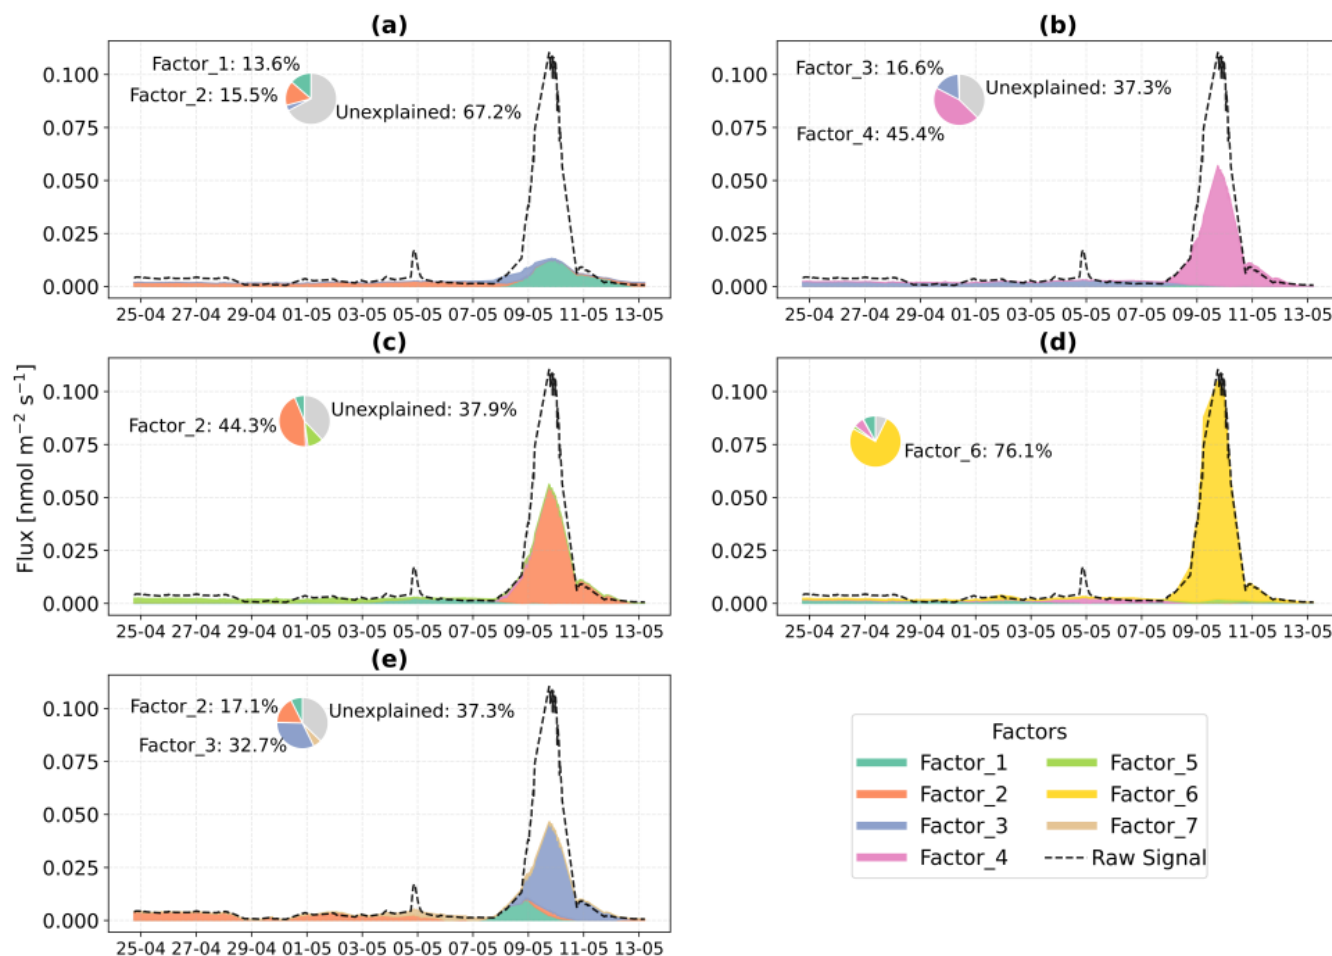 (a)
Factor_1: 13.6%
Factor_2: 15.5%
Unexplained: 67.2%
0.100
0.075
0.050
0.025
0.000
25-04 27-04 29-04 01-05 03-05 05-05 07-05 09-05 11-05 13-05
(b)
Factor_3: 16.6%
Unexplained: 37.3%
Factor_4: 45.4%
0.100
0.075
0.050
0.025
0.000
25-04 27-04 29-04 01-05 03-05 05-05 07-05 09-05 11-05 13-05
Flux [nmol m⁻² s⁻¹]
(c)
Factor_2: 44.3%
Unexplained: 37.9%
0.100
0.075
0.050
0.025
0.000
25-04 27-04 29-04 01-05 03-05 05-05 07-05 09-05 11-05 13-05
(d)
Factor_6: 76.1%
0.100
0.075
0.050
0.025
0.000
25-04 27-04 29-04 01-05 03-05 05-05 07-05 09-05 11-05 13-05
(e)
Factor_2: 17.1%
Unexplained: 37.3%
Factor_3: 32.7%
0.100
0.075
0.050
0.025
0.000
25-04 27-04 29-04 01-05 03-05 05-05 07-05 09-05 11-05 13-05
Factors
Factor_1
Factor_2
Factor_3
Factor_4
Factor_5
Factor_6
Factor_7
Raw Signal